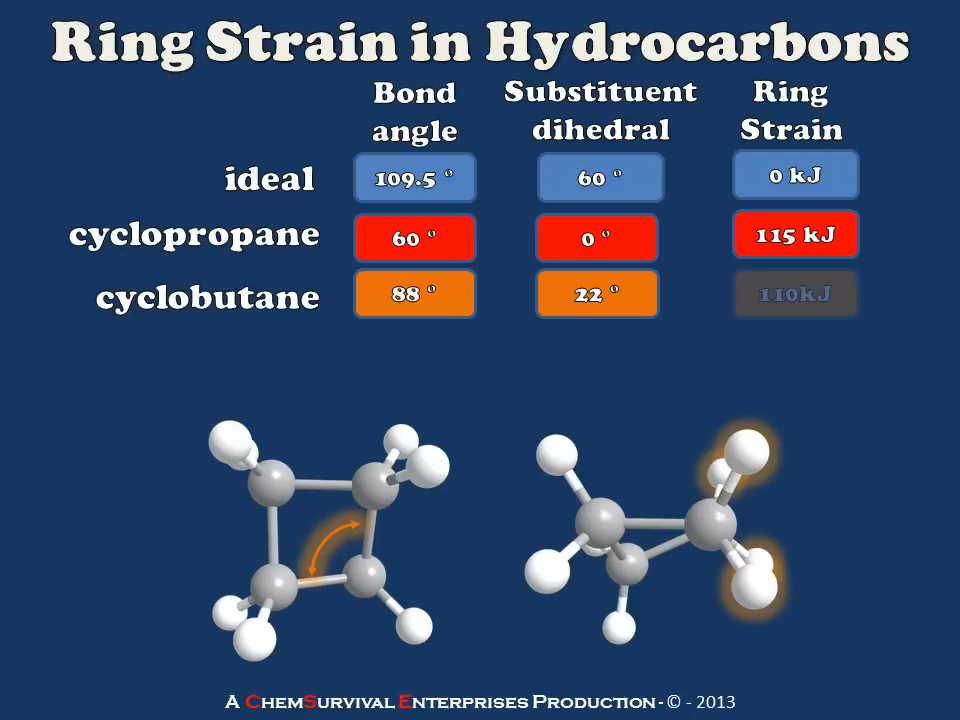 Ring Strain in Hydrocarbons
Bond angle
Substituent dihedral
Ring Strain
ideal 109.5 ° 60 ° 0 kJ
cyclopropane 60 ° 0 ° 115 kJ
cyclobutane 88 ° 22 ° 110kJ
A ChemSurvival Enterprises Production - © - 2013